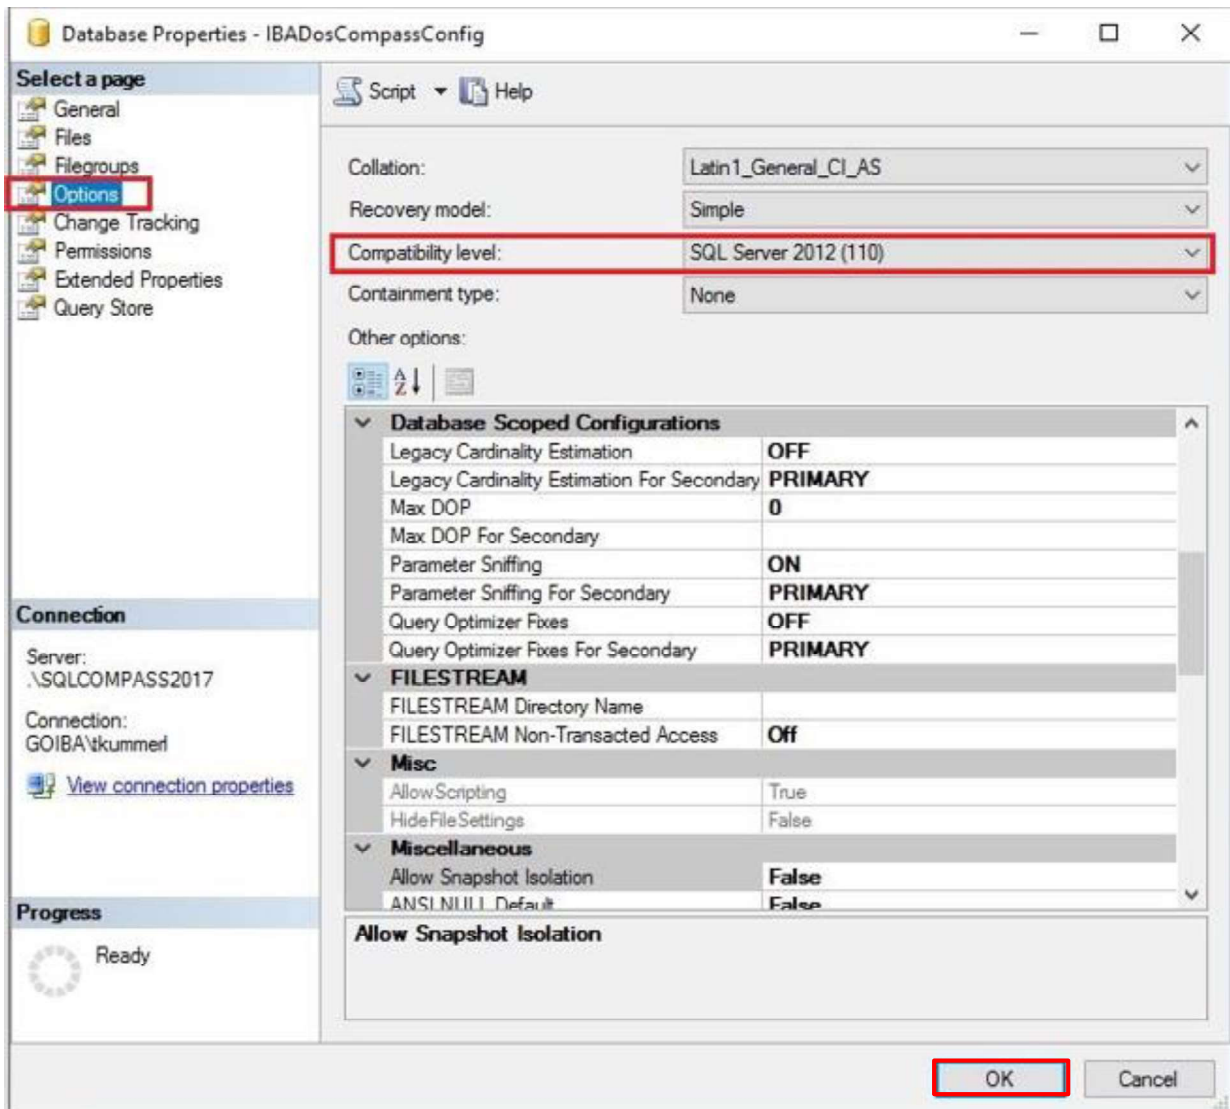 Database Properties - IBADosCompassConfig
Select a page
General
Files
Filegroups
Options
Change Tracking
Permissions
Extended Properties
Query Store
Connection
Server:
.\SQLCOMPASS2017
Connection:
GOIBA\tkummerl
View connection properties
Progress
Ready
Script Help
Collation: Latin1_General_CI_AS
Recovery model: Simple
Compatibility level: SQL Server 2012 (110)
Containment type: None
Other options:
Database Scoped Configurations
Legacy Cardinality Estimation OFF
Legacy Cardinality Estimation For Secondary PRIMARY
Max DOP 0
Max DOP For Secondary
Parameter Sniffing ON
Parameter Sniffing For Secondary PRIMARY
Query Optimizer Fixes OFF
Query Optimizer Fixes For Secondary PRIMARY
FILESTREAM
FILESTREAM Directory Name
FILESTREAM Non-Transacted Access Off
Misc
AllowScripting True
HideFileSettings False
Miscellaneous
Allow Snapshot Isolation False
ANSI NULL Default False
Allow Snapshot Isolation
OK Cancel